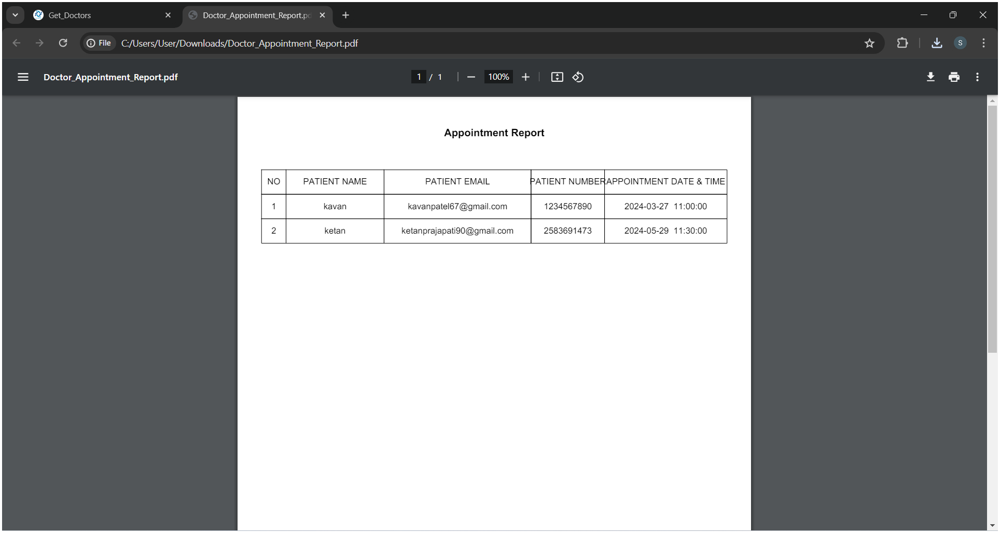 Get_Doctors
Doctor_Appointment_Report.pd
File C:/Users/User/Downloads/Doctor_Appointment_Report.pdf
S
Doctor_Appointment_Report.pdf
1 / 1
100%
Appointment Report
NO PATIENT NAME PATIENT EMAIL PATIENT NUMBER APPOINTMENT DATE & TIME
1 kavan kavanpatel67@gmail.com 1234567890 2024-03-27 11:00:00
2 ketan ketanprajapati90@gmail.com 2583691473 2024-05-29 11:30:00